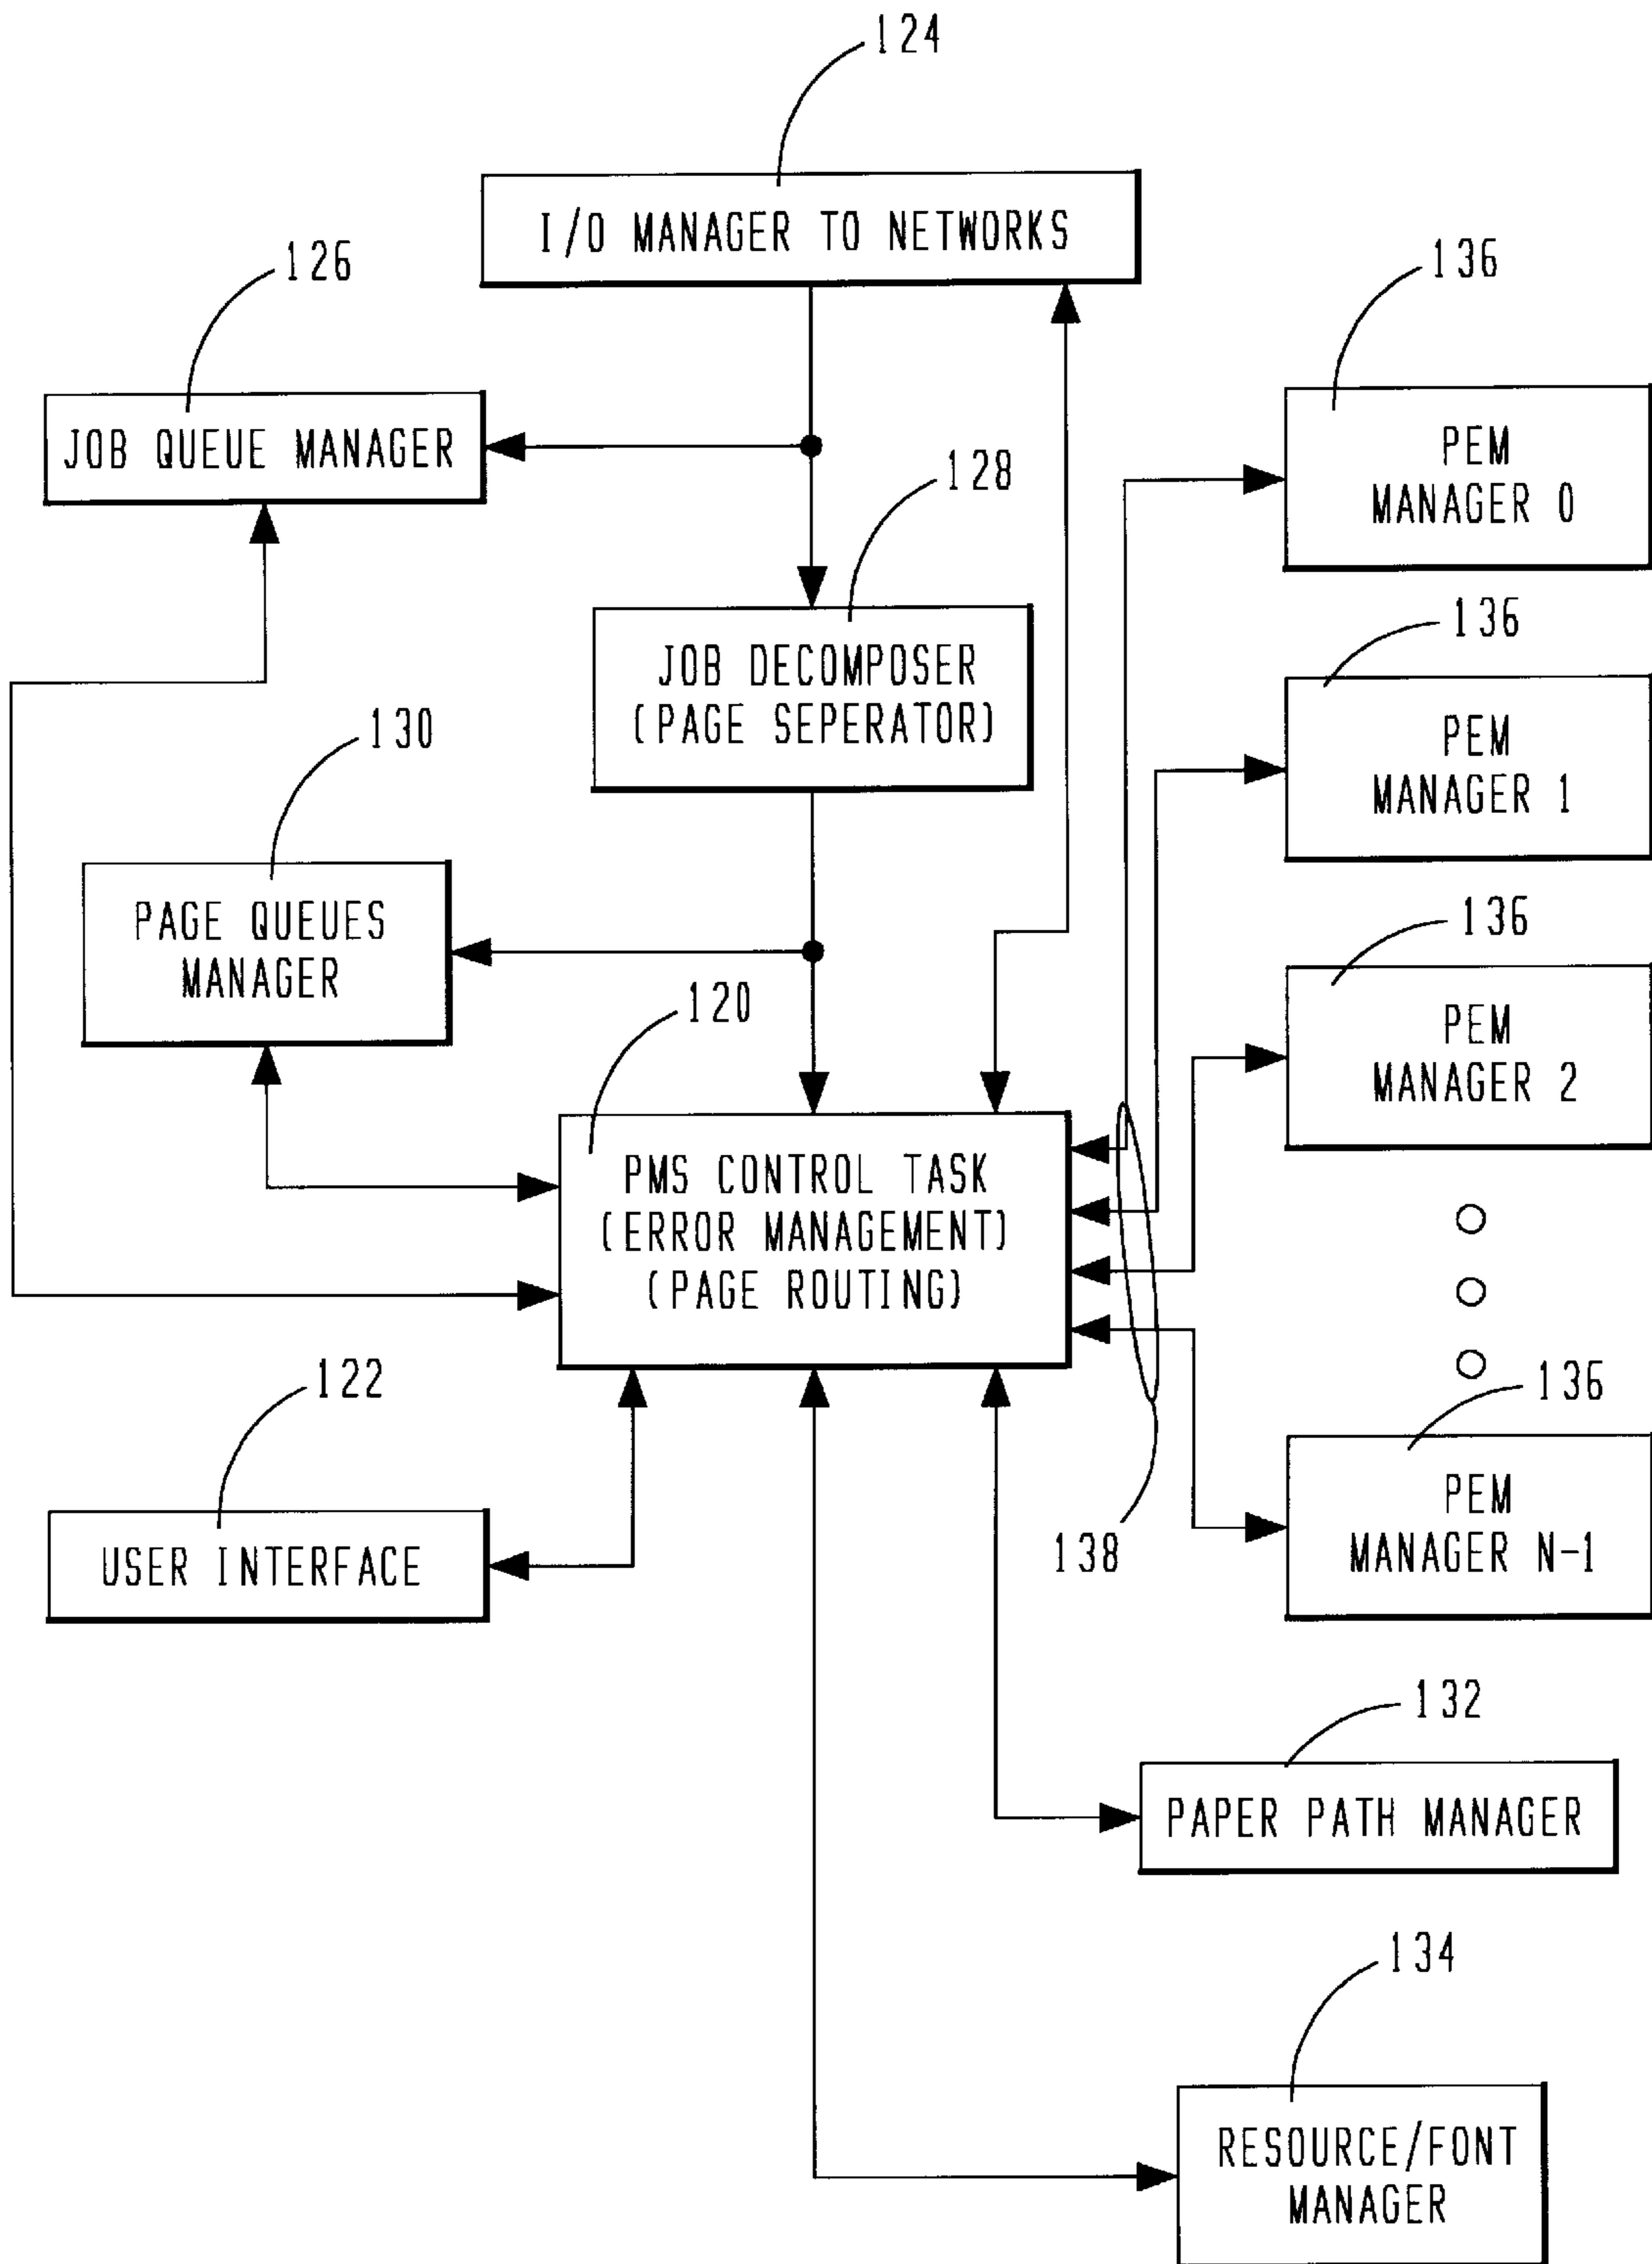 124
I/O MANAGER TO NETWORKS
126
JOB QUEUE MANAGER
128
JOB DECOMPOSER
(PAGE SEPERATOR)
130
PAGE QUEUES
MANAGER
120
PMS CONTROL TASK
(ERROR MANAGEMENT)
(PAGE ROUTING)
122
USER INTERFACE
136
PEM
MANAGER 0
136
PEM
MANAGER 1
136
PEM
MANAGER 2
136
PEM
MANAGER N-1
138
132
PAPER PATH MANAGER
134
RESOURCE/FONT
MANAGER